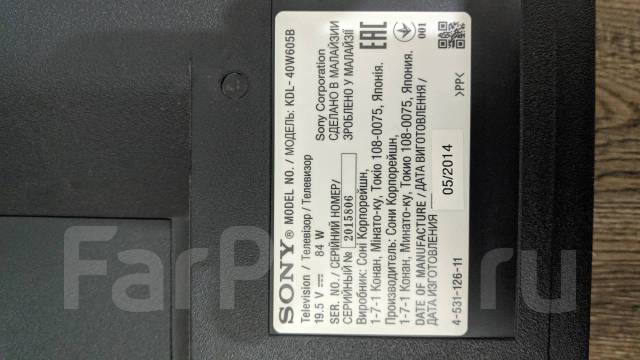 SONY® MODEL NO. / МОДЕЛЬ: KDL-40W605B
Television / Телевізор / Телевизор
19.5 V 84 W
Sony Corporation
SER. NO./ СЕРІЙНИЙ НОМЕР/
СЕРИЙНЫЙ № 2015806
СДЕЛАНО В МАЛАЙЗИИ
ЗРОБЛЕНО У МАЛАЙЗІЇ
Виробник: Соні Корпорейшн,
1-7-1 Конан, Мінато-ку, Токіо 108-0075, Японія.
Производитель: Сони Корпорейшн,
1-7-1 Конан, Минато-ку, Токио 108-0075, Япония.
DATE OF MANUFACTURE / ДАТА ВИГОТОВЛЕННЯ /
ДАТА ИЗГОТОВЛЕНИЯ 05/2014
4-531-126-11
>PP<
EAC
001
FarP ru